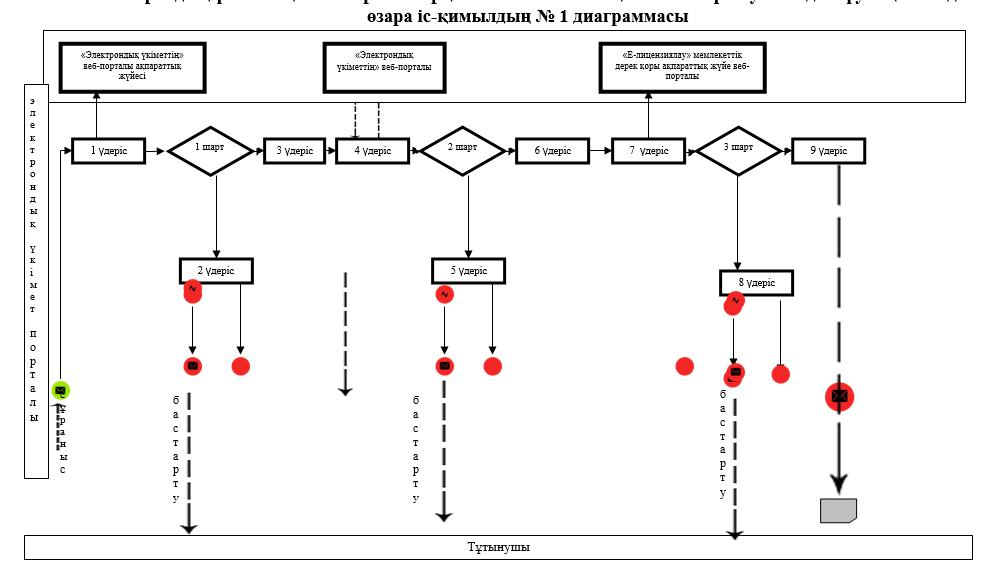 өзара іс-қимылдың № 1 диаграммасы
«Электрондық үкіметтің»
веб-порталы ақпараттық
жүйесі
«Электрондық
үкіметтің» веб-порталы
«Е-лицензиялау» мемлекеттік
дерек қоры ақпараттық жүйе веб-
порталы
электрондық үкімет порталы
1 үдеріс
1 шарт
3 үдеріс
4 үдеріс
2 шарт
6 үдеріс
7 үдеріс
3 шарт
9 үдеріс
2 үдеріс
5 үдеріс
8 үдеріс
сұраныс
бастарту
бастарту
бастарту
Тұтынушы